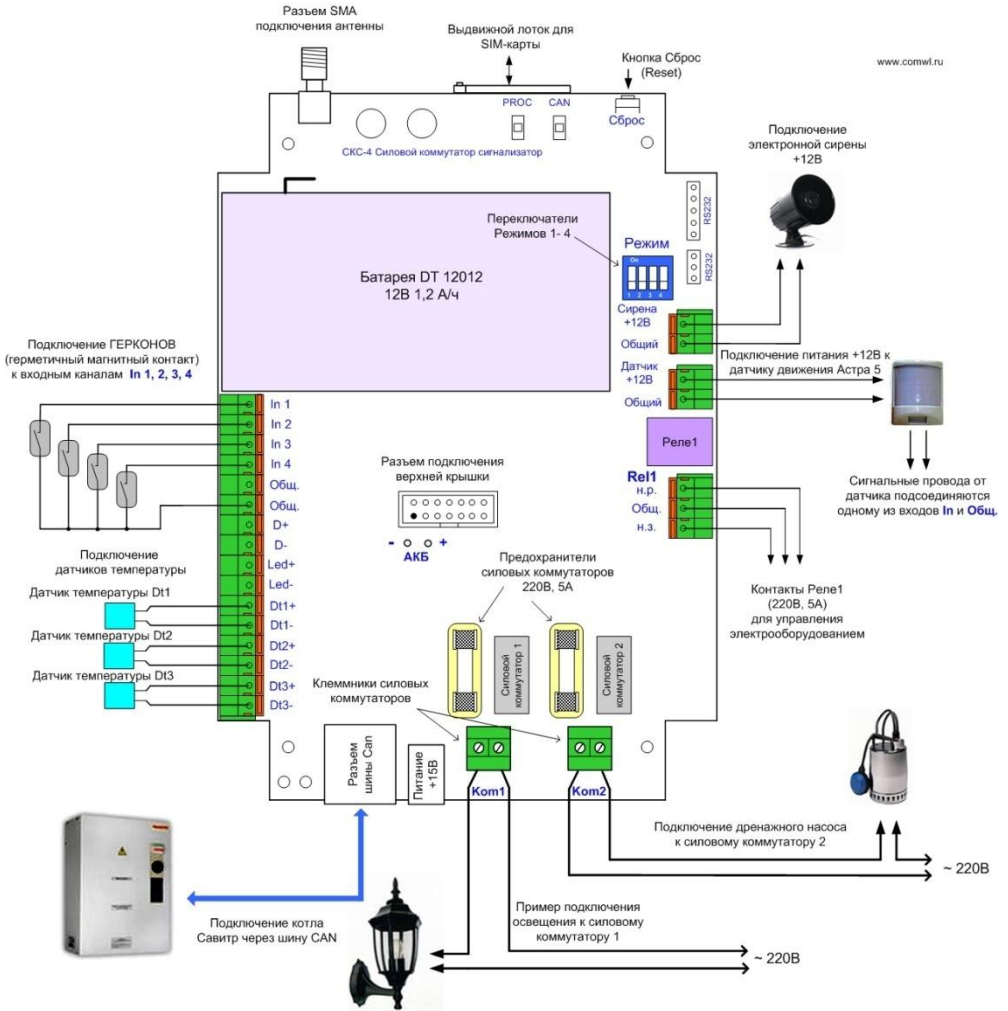 Разъем SMA
подключения антенны
Выдвижной лоток для
SIM-карты
Кнопка Сброс
(Reset)
www.comwl.ru
PROC
CAN
Сброс
СКС-4 Силовой коммутатор сигнализатор
Подключение
электронной сирены
+12В
Переключатели
Режимов 1- 4
RS232
Режим
On
1 2 3 4
RS232
Батарея DT 12012
12В 1,2 А/ч
Сирена
+12В
Общий
Подключение ГЕРКОНОВ
(герметичный магнитный контакт)
к входным каналам In 1, 2, 3, 4
Подключение питания +12В к
датчику движения Астра 5
Датчик
+12В
Общий
In 1
In 2
In 3
In 4
Общ.
Общ.
D+
D-
Led+
Led-
Dt1+
Dt1-
Dt2+
Dt2-
Dt3+
Dt3-
Реле1
Разъем подключения
верхней крышки
- +
АКБ
Rel1
н.р.
Общ.
н.з.
Сигнальные провода от
датчика подсоединяются
одному из входов In и Общ.
Подключение
датчиков температуры
Датчик температуры Dt1
Датчик температуры Dt2
Датчик температуры Dt3
Предохранители
силовых коммутаторов
220В, 5А
Контакты Реле1
(220В, 5А)
для управления
электрооборудованием
Силовой
коммутатор 1
Силовой
коммутатор 2
Клеммники силовых
коммутаторов
Разъем
шины Can
Питание
+15В
Kom1
Kom2
Подключение дренажного насоса
к силовому коммутатору 2
~ 220В
Подключение котла
Савитр через шину CAN
Пример подключения
освещения к силовому
коммутатору 1
~ 220В